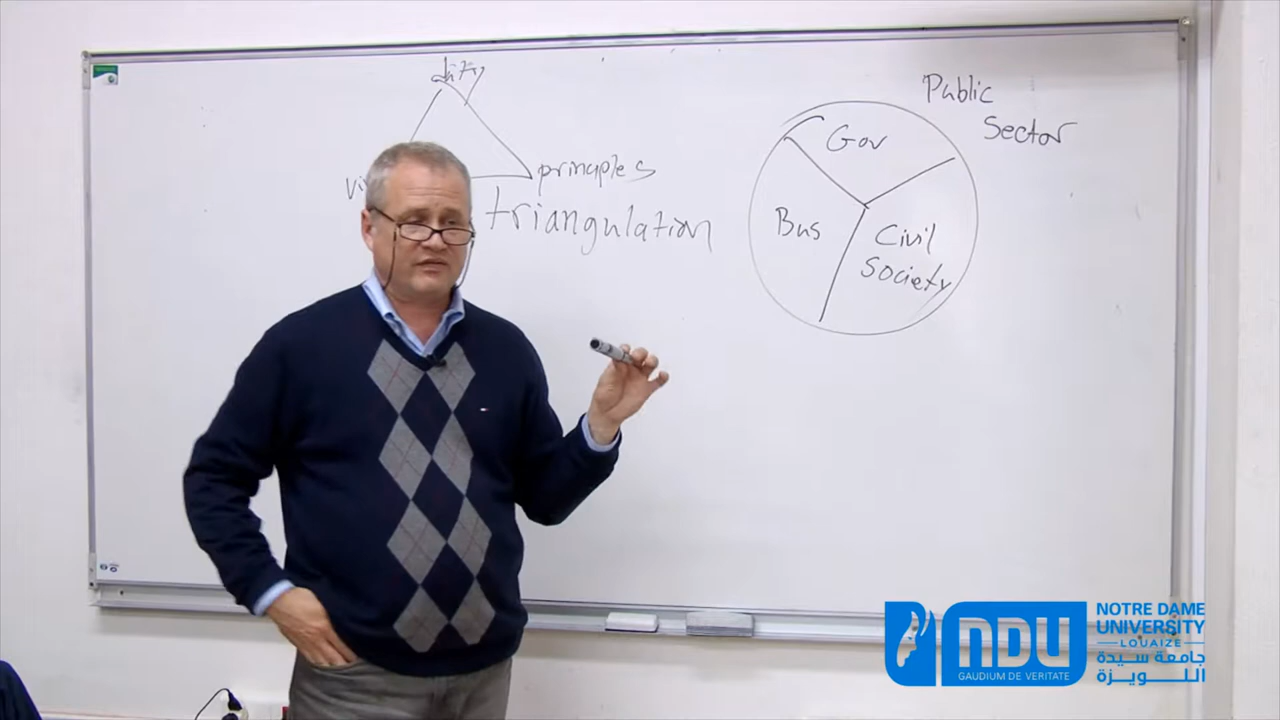 duty
principles
triangulation
Gov
Bus
Civil
Society
Public
Sector
NDU
GAUDIUM DE VERITATE
NOTRE DAME
UNIVERSITY
LOUAIZE
جامعة سيدة
اللويزة